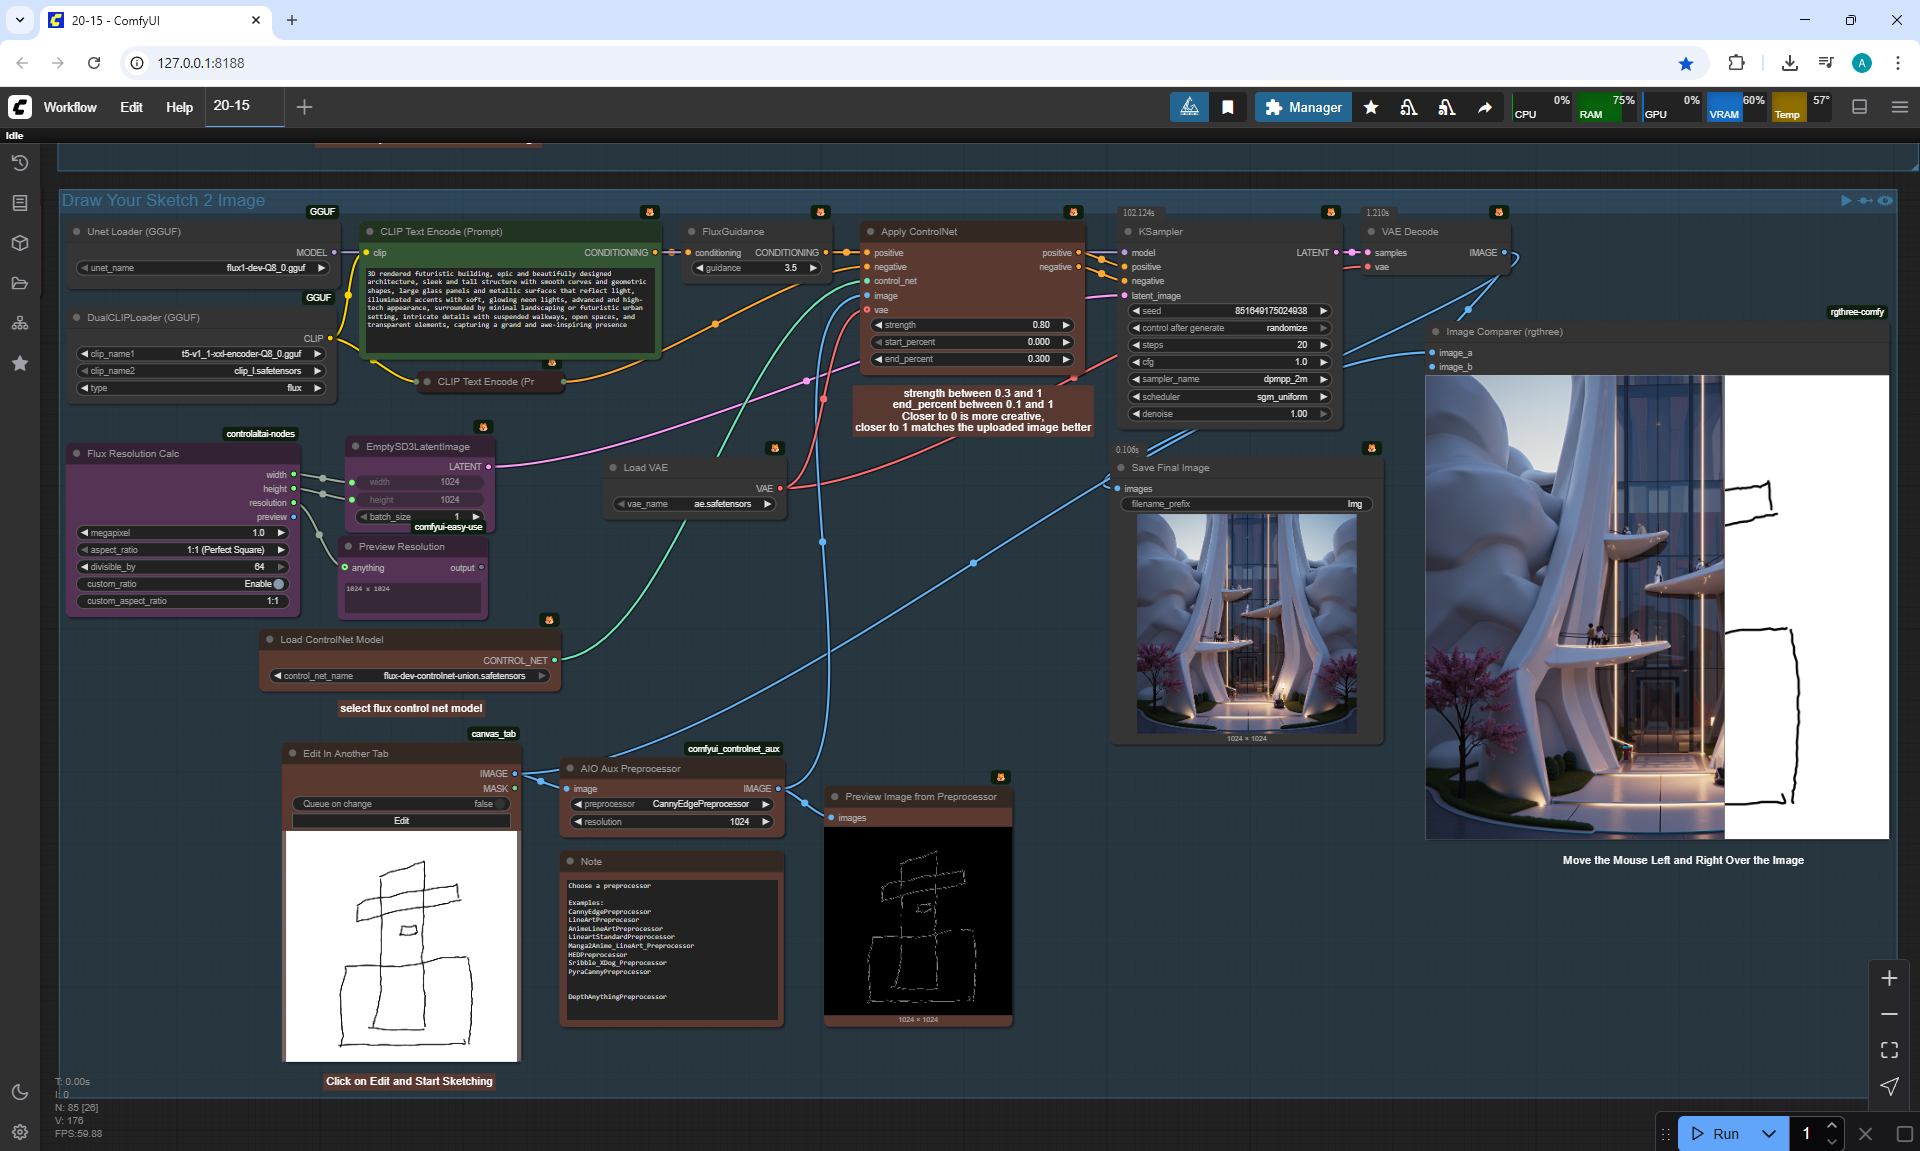 20-15 - ComfyUI
127.0.0.1:8188
A
Workflow
Edit
Help
20-15
Manager
CPU 0%
RAM 75%
GPU 0%
VRAM 60%
Temp 57°
Idle
Draw Your Sketch 2 Image
GGUF
Unet Loader (GGUF)
MODEL
unet_name flux1-dev-Q8_0.gguf
GGUF
DualCLIPLoader (GGUF)
CLIP
clip_name1 t5-v1_1-xxl-encoder-Q8_0.gguf
clip_name2 clip_l.safetensors
type flux
CLIP Text Encode (Prompt)
clip CONDITIONING
3D rendered futuristic building, epic and beautifully designed
architecture, sleek and tall structure with smooth curves and geometric
shapes, large glass panels and metallic surfaces that reflect light,
illuminated accents with soft, glowing neon lights, advanced and high-
tech appearance, surrounded by minimal landscaping or futuristic urban
setting, intricate details with suspended walkways, open spaces, and
transparent elements, capturing a grand and awe-inspiring presence
CLIP Text Encode (Pr
FluxGuidance
conditioning CONDITIONING
guidance 3.5
Apply ControlNet
positive positive
negative negative
control_net
image
vae
strength 0.80
start_percent 0.000
end_percent 0.300
strength between 0.3 and 1
end_percent between 0.1 and 1
Closer to 0 is more creative,
closer to 1 matches the uploaded image better
102.124s
KSampler
model LATENT
positive
negative
latent_image
seed 851649175024938
control after generate randomize
steps 20
cfg 1.0
sampler_name dpmpp_2m
scheduler sgm_uniform
denoise 1.00
1.210s
VAE Decode
samples IMAGE
vae
rgthree-comfy
Image Comparer (rgthree)
image_a
image_b
Move the Mouse Left and Right Over the Image
controlaltai-nodes
Flux Resolution Calc
width
height
resolution
preview
megapixel 1.0
aspect_ratio 1:1 (Perfect Square)
divisible_by 64
custom_ratio Enable
custom_aspect_ratio 1:1
EmptySD3LatentImage
LATENT
width 1024
height 1024
batch_size 1
comfyui-easy-use
Preview Resolution
anything output
1024 x 1024
Load VAE
VAE
vae_name ae.safetensors
0.106s
Save Final Image
images
filename_prefix Img
1024 × 1024
Load ControlNet Model
CONTROL_NET
control_net_name flux-dev-controlnet-union.safetensors
select flux control net model
canvas_tab
Edit In Another Tab
IMAGE
MASK
Queue on change false
Edit
Click on Edit and Start Sketching
comfyui_controlnet_aux
AIO Aux Preprocessor
image IMAGE
preprocessor CannyEdgePreprocessor
resolution 1024
Note
Choose a preprocessor
Examples:
CannyEdgePreprocessor
LineArtPreprocesor
AnimeLineArtPreprocessor
LineartStandardPreprocessor
Manga2Anime_LineArt_Preprocessor
HEDPreprocessor
Sribble_XDog_Preprocessor
PyraCannyPreprocessor
DepthAnythingPreprocessor
Preview Image from Preprocessor
images
1024 × 1024
T: 0.00s
I: 0
N: 85 [26]
V: 176
FPS:59.88
Run
1